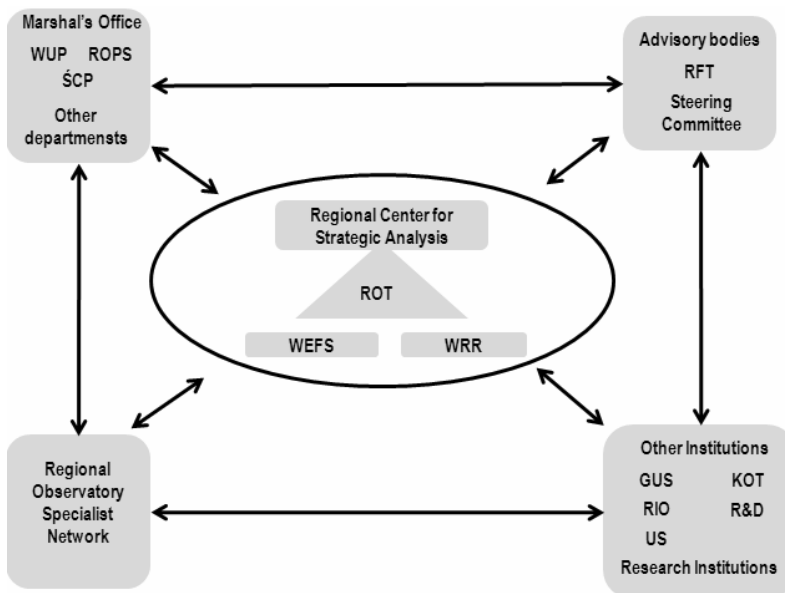 Marshal's Office
WUP ROPS
ŚCP
Other
departmensts
Advisory bodies
RFT
Steering
Committee
Regional Center for
Strategic Analysis
ROT
WEFS WRR
Regional
Observatory
Specialist
Network
Other Institutions
GUS KOT
RIO R&D
US
Research Institutions